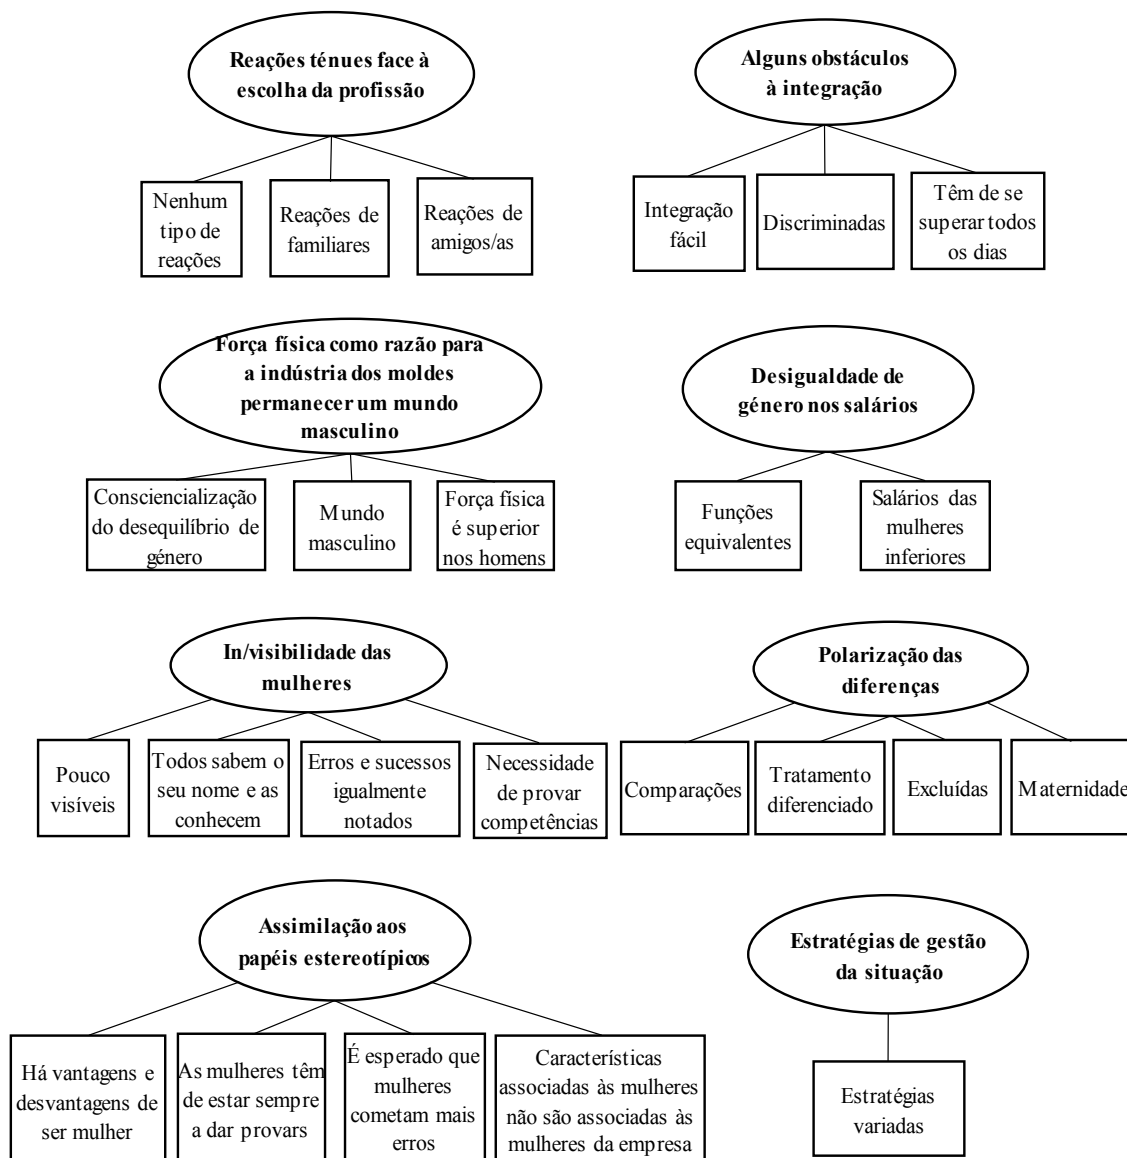 Reações ténues face à
escolha da profissão
Nenhum
tipo de
reações
Reações de
familiares
Reações de
amigos/as
Alguns obstáculos
à integração
Integração
fácil
Discriminadas
Têm de se
superar todos
os dias
Força física como razão para
a indústria dos moldes
permanecer um mundo
masculino
Consciencialização
do desequilíbrio de
género
Mundo
masculino
Força física
é superior
nos homens
Desigualdade de
género nos salários
Funções
equivalentes
Salários das
mulheres
inferiores
In/visibilidade das
mulheres
Pouco
visíveis
Todos sabem o
seu nome e as
conhecem
Erros e sucessos
igualmente
notados
Necessidade
de provar
competências
Polarização das
diferenças
Comparações
Tratamento
diferenciado
Excluídas
Maternidade
Assimilação aos
papéis estereotípicos
Há vantagens e
desvantagens de
ser mulher
As mulheres têm
de estar sempre
a dar provars
É esperado que
mulheres
cometam mais
erros
Características
associadas às mulheres
não são associadas às
mulheres da empresa
Estratégias de gestão
da situação
Estratégias
variadas